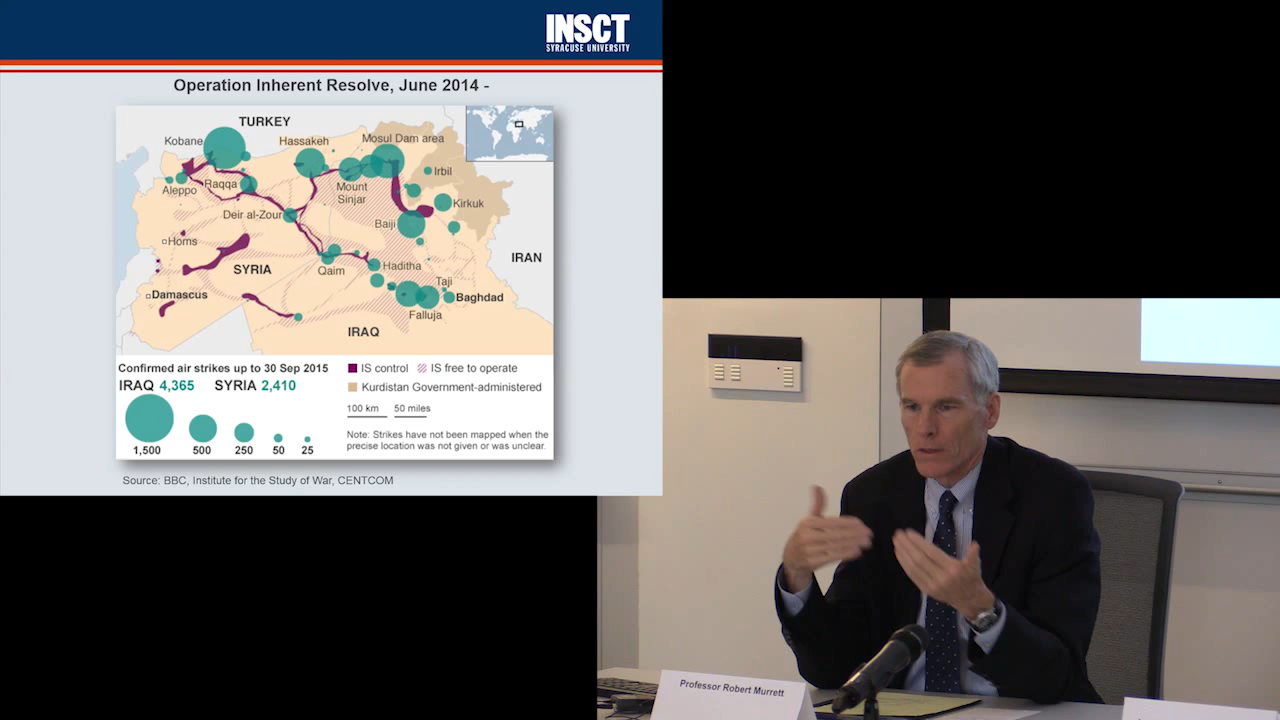 INSCT
SYRACUSE UNIVERSITY
Operation Inherent Resolve, June 2014 -
TURKEY
Kobane
Hassakeh
Mosul Dam area
Irbil
Aleppo
Raqqa
Mount
Sinjar
Kirkuk
Deir al-Zour
Baiji
Homs
SYRIA
Qaim
Haditha
IRAN
Taji
Damascus
Baghdad
Falluja
IRAQ
Confirmed air strikes up to 30 Sep 2015
IRAQ 4,365 SYRIA 2,410
1,500 500 250 50 25
IS control IS free to operate
Kurdistan Government-administered
100 km 50 miles
Note: Strikes have not been mapped when the
precise location was not given or was unclear.
Source: BBC, Institute for the Study of War, CENTCOM
Professor Robert Murrett